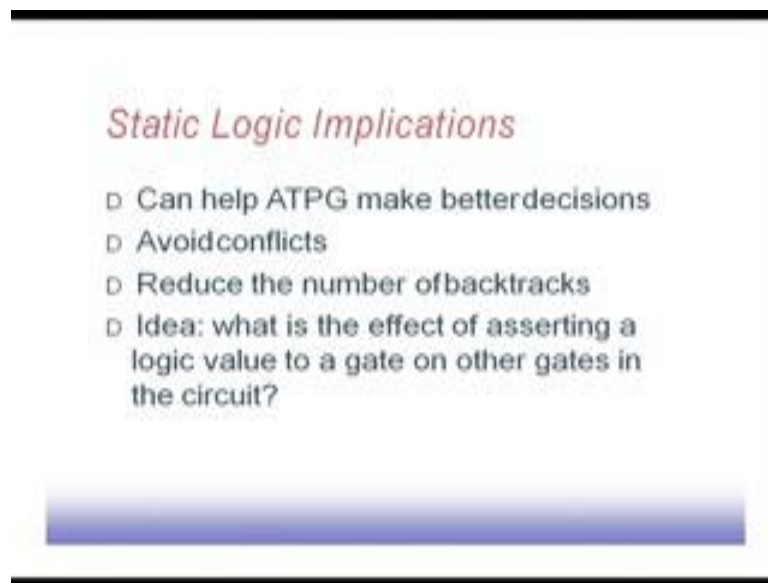 Static Logic Implications
D Can help ATPG make betterdecisions
D Avoidconflicts
D Reduce the number ofbacktracks
D Idea: what is the effect of asserting a
logic value to a gate on other gates in
the circuit?